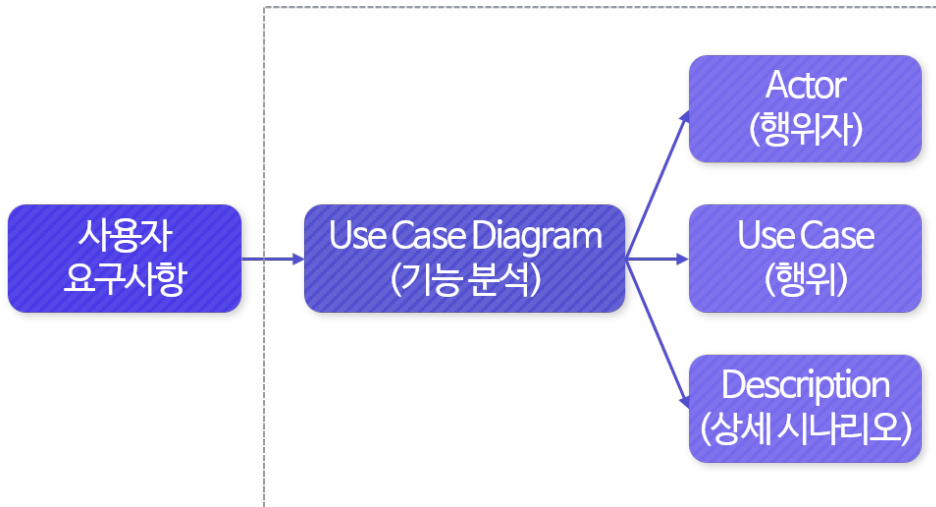 사용자
요구사항
Use Case Diagram
(기능 분석)
Actor
(행위자)
Use Case
(행위)
Description
(상세 시나리오)